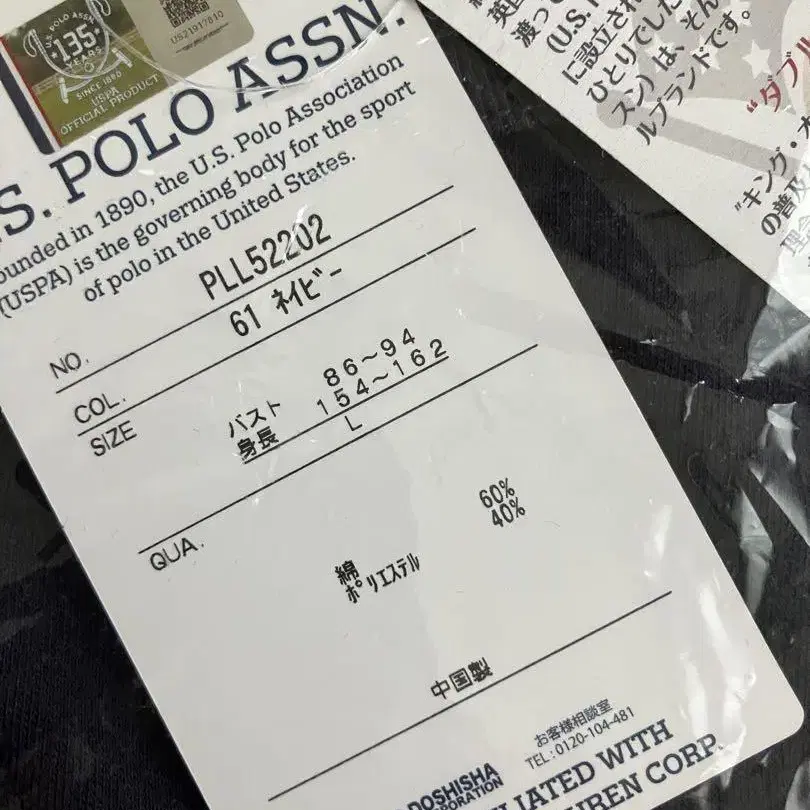 U.S. POLO ASSN
135
YEARS
SINCE 1890
USPA
OFFICIAL PRODUCT
US21917810
.S. POLO ASSN.
ounded in 1890, the U.S. Polo Association
(USPA) is the governing body for the sport
of polo in the United States.
NO. PLL52202
COL. 61 ネイビー
SIZE バスト 86〜94
身長 154〜162
L
QUA.
綿 60%
ポリエステル 40%
中国製
お客様相談室
TEL:0120-104-481
DOSHISHA
CORPORATION
LIATED WITH
UREN CORP.
英国
渡っ
(U.S.
に設立され
ひとりでした
スン)は、そん
ルブランドです。
"ダブル
"キング・オ
の普及